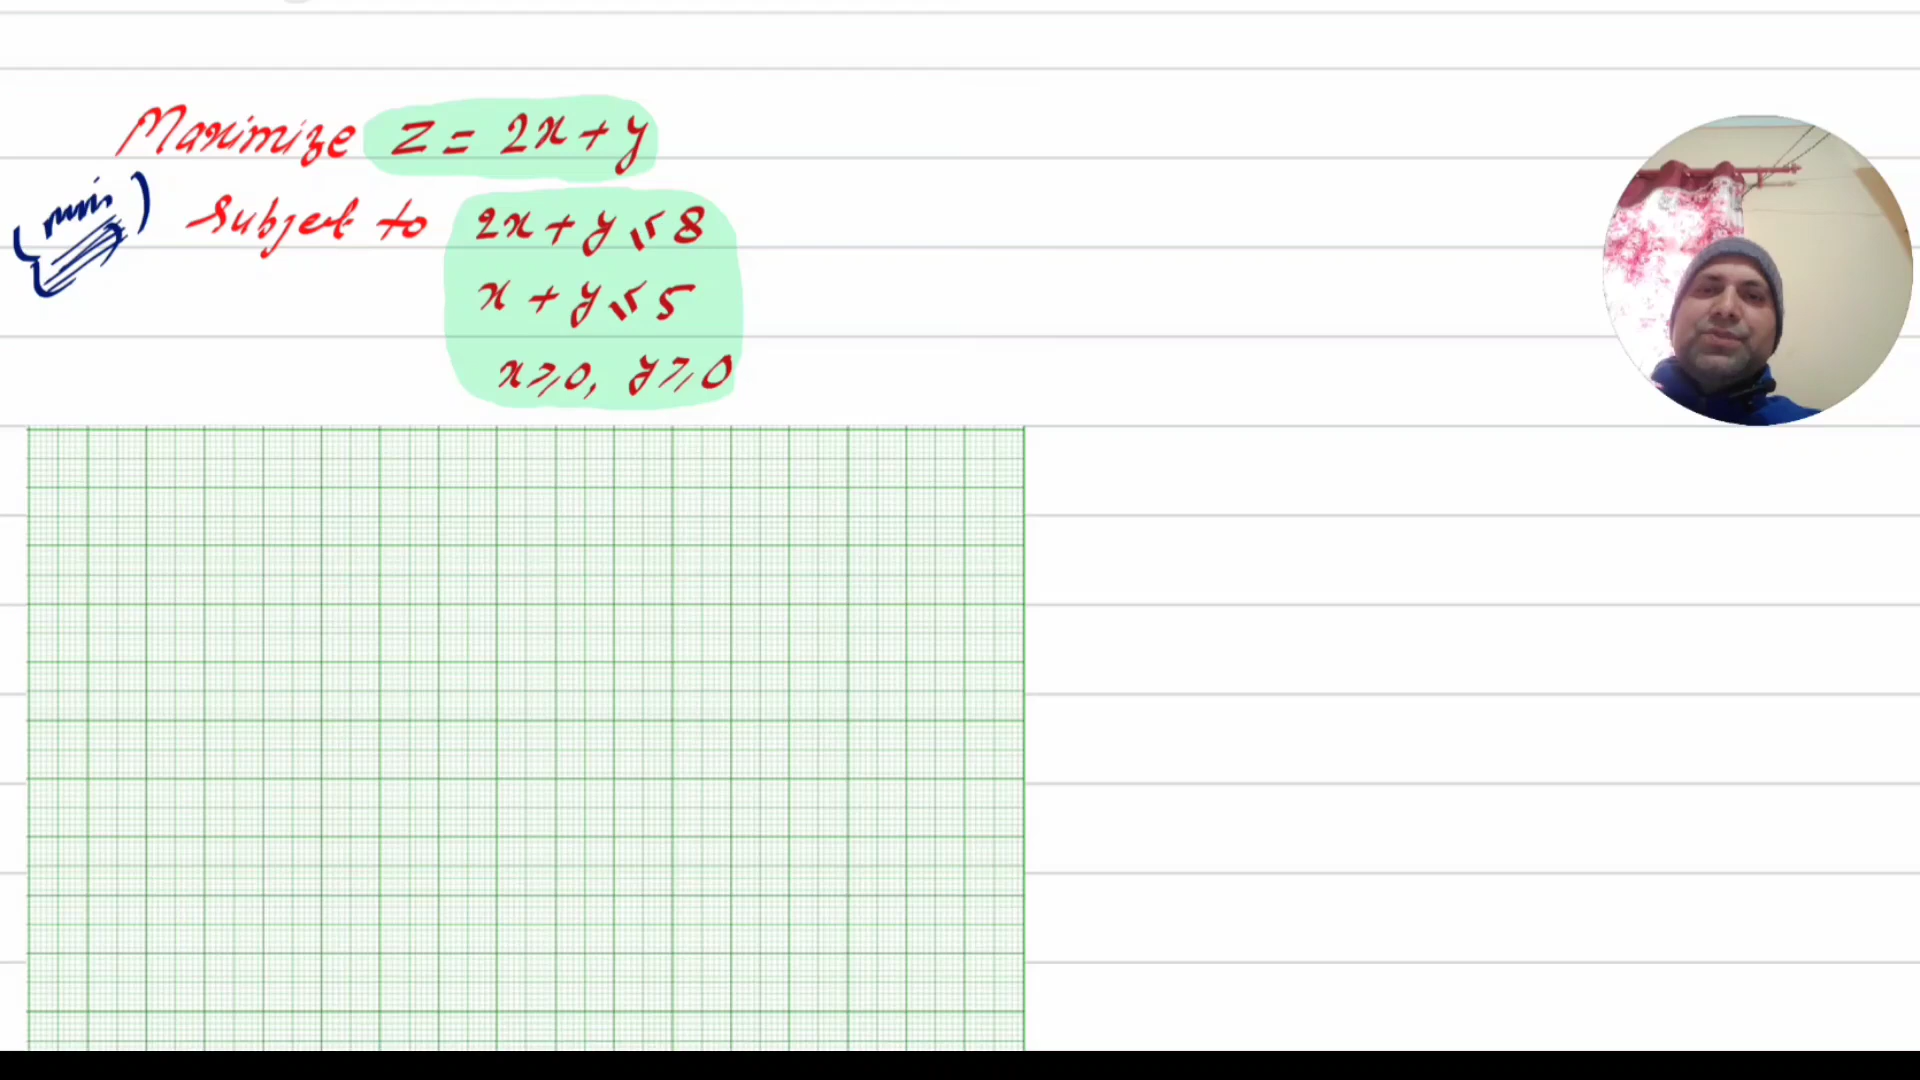 Maximize z = 2x + y
(min)
Subject to 2x + y ≤ 8
x + y ≤ 5
x ≥ 0, y ≥ 0